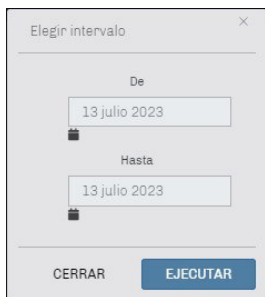 Elegir intervalo
De
13 julio 2023
Hasta
13 julio 2023
CERRAR
EJECUTAR